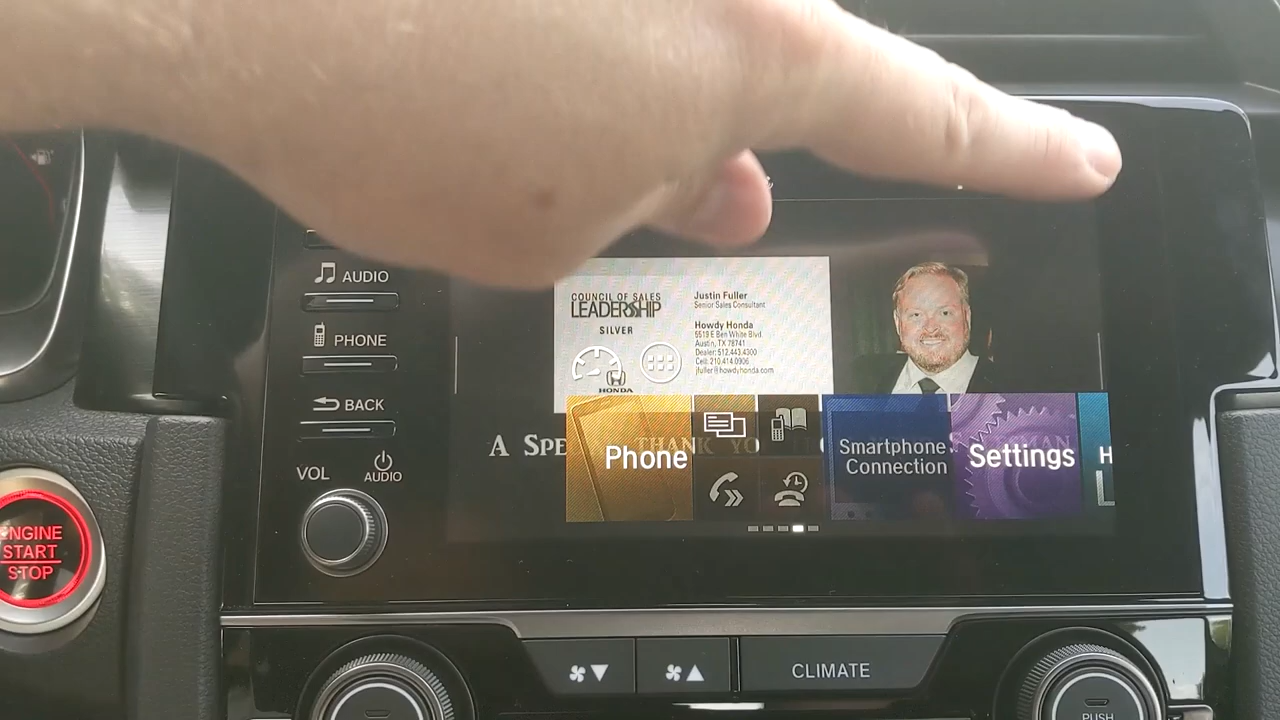 AUDIO
PHONE
BACK
VOL
AUDIO
ENGINE
START
STOP
COUNCIL OF SALES
LEADERSHIP
SILVER
HONDA
Justin Fuller
Senior Sales Consultant
Howdy Honda
5519 E Ben White Blvd.
Austin, TX 78741
Dealer: 512.443.4300
Cell: 210.414.0906
jfuller@howdyhonda.com
A SPE THANK YO
Phone
Smartphone
Connection
Settings
H
CLIMATE
PUSH